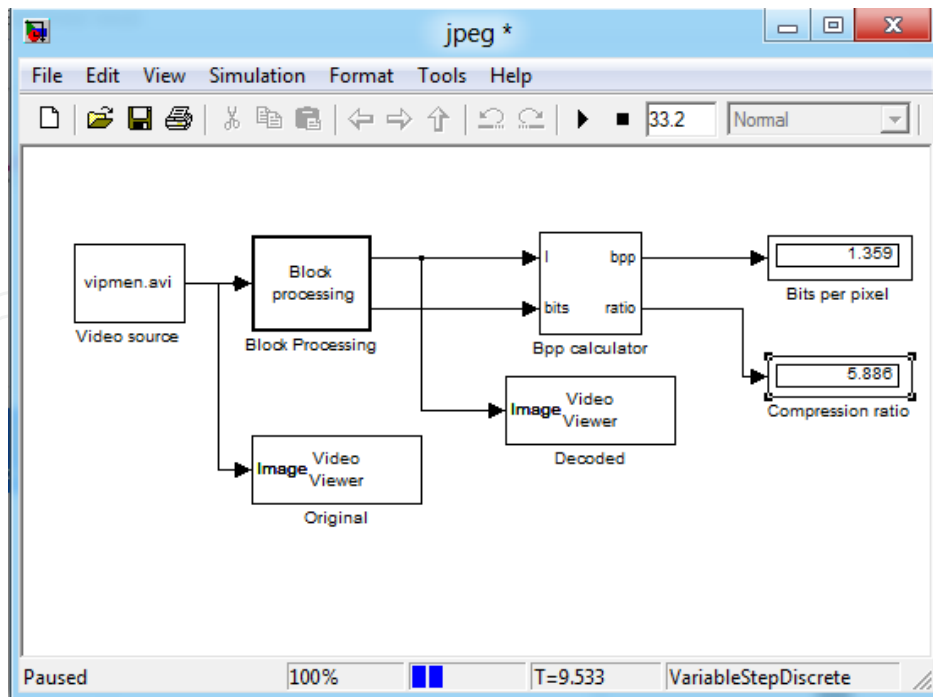 jpeg *
File Edit View Simulation Format Tools Help
33.2 Normal
vipmen.avi
Video source
Block
processing
Block Processing
I bpp
bits ratio
Bpp calculator
1.359
Bits per pixel
5.886
Compression ratio
Image Video
Viewer
Decoded
Image Video
Viewer
Original
Paused 100% T=9.533 VariableStepDiscrete